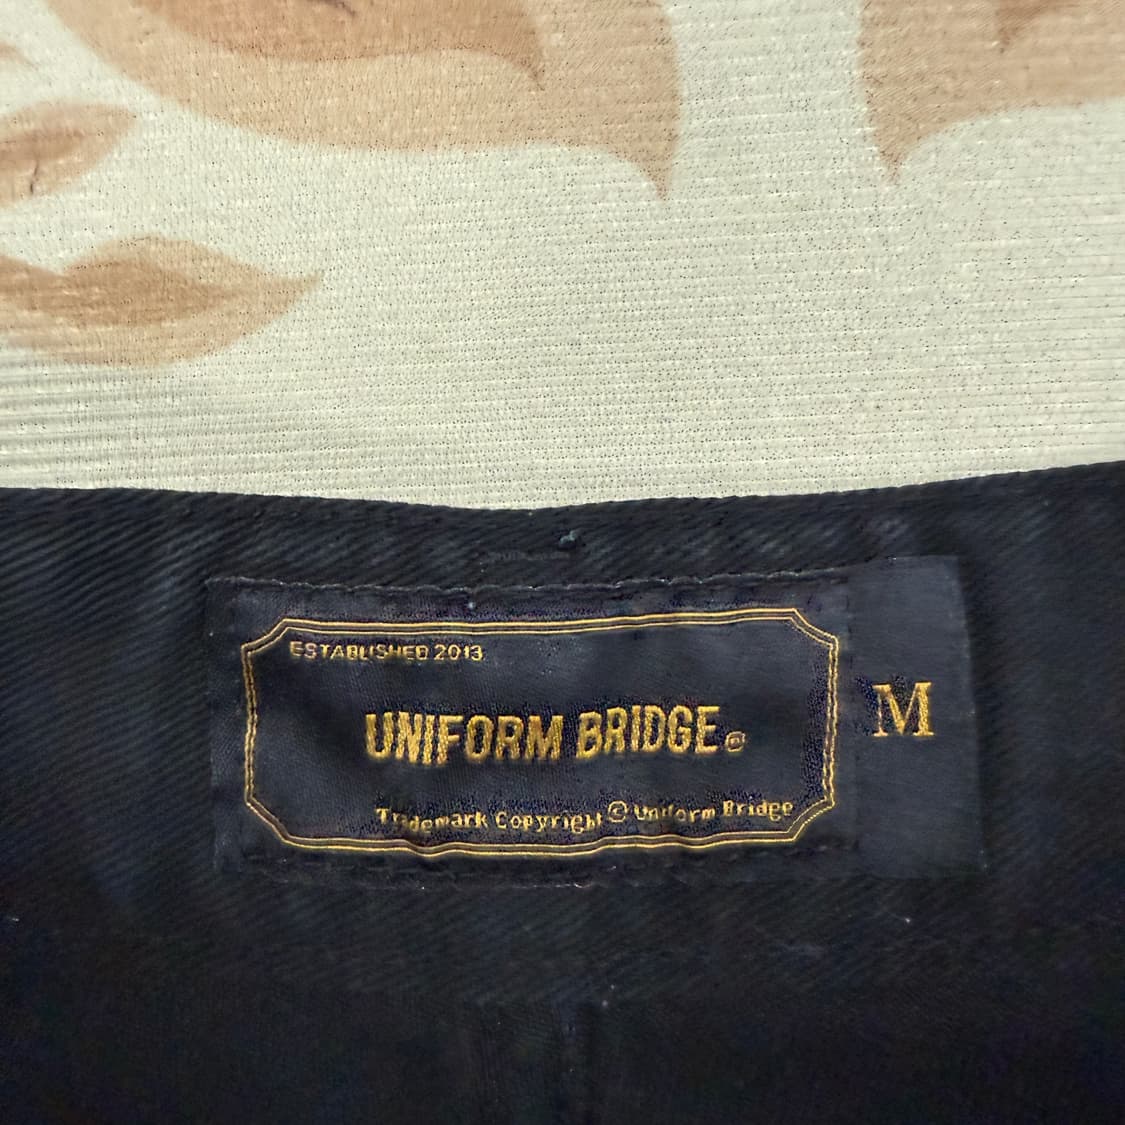 ESTABLISHED 2013
UNIFORM BRIDGE®
M
Trademark Copyright © Uniform Bridge